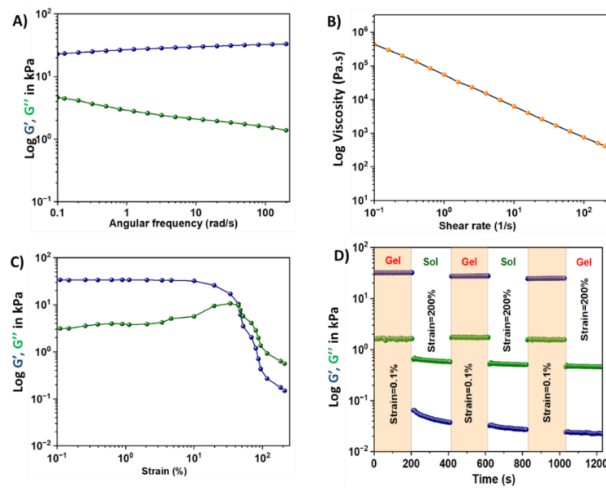 A)
Log G′, G″ in kPa
10²
10¹
10⁰
10⁻¹
0.1 1 10 100
Angular frequency (rad/s)
B)
Log Viscosity (Pa.s)
10⁶
10⁵
10⁴
10³
10²
10¹
10⁻¹ 10⁰ 10¹ 10²
Shear rate (1/s)
C)
Log G′, G″ in kPa
10²
10¹
10⁰
10⁻¹
10⁻²
10⁻¹ 10⁰ 10¹ 10²
Strain (%)
D)
Log G′, G″ in kPa
10²
10¹
10⁰
10⁻¹
10⁻²
Gel Sol Gel Sol Gel
Strain=0.1%
Strain=200%
Strain=0.1%
Strain=200%
Strain=0.1%
Strain=200%
0 200 400 600 800 1000 1200
Time (s)